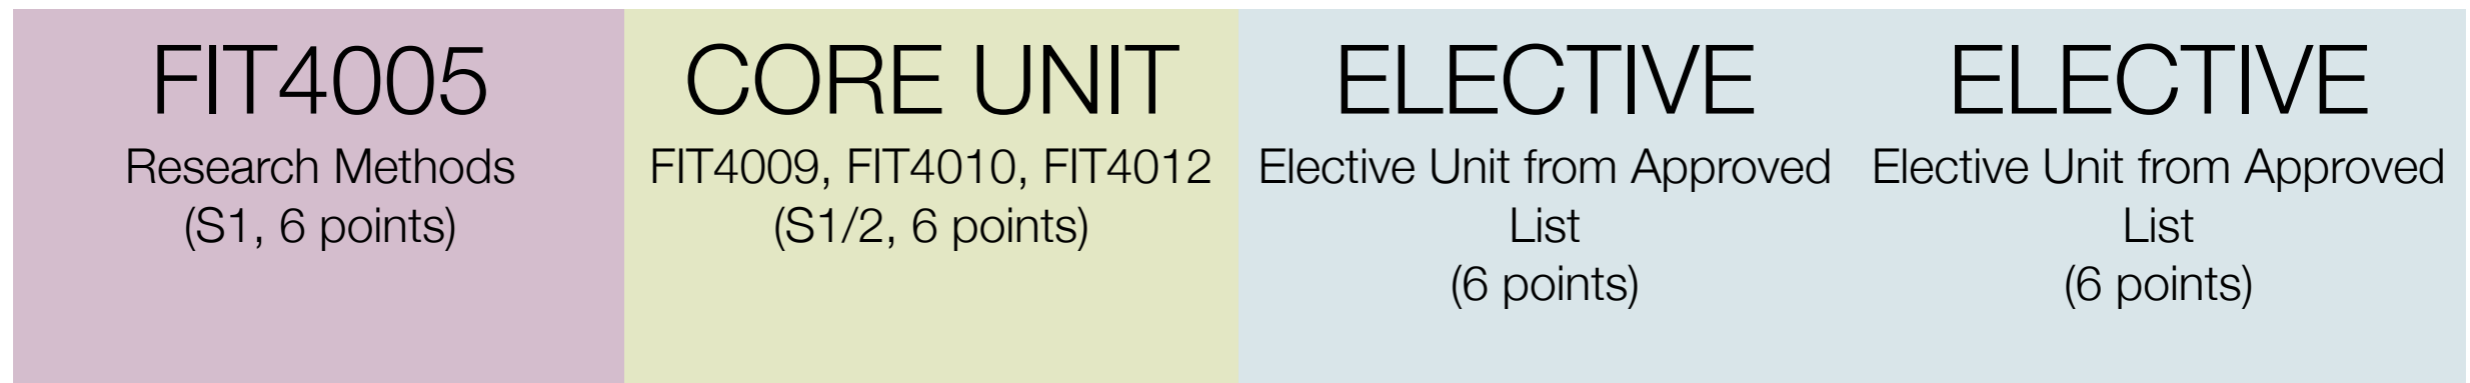 FIT4005
Research Methods
(S1, 6 points)
CORE UNIT
FIT4009, FIT4010, FIT4012
(S1/2, 6 points)
ELECTIVE
Elective Unit from Approved
List
(6 points)
ELECTIVE
Elective Unit from Approved
List
(6 points)